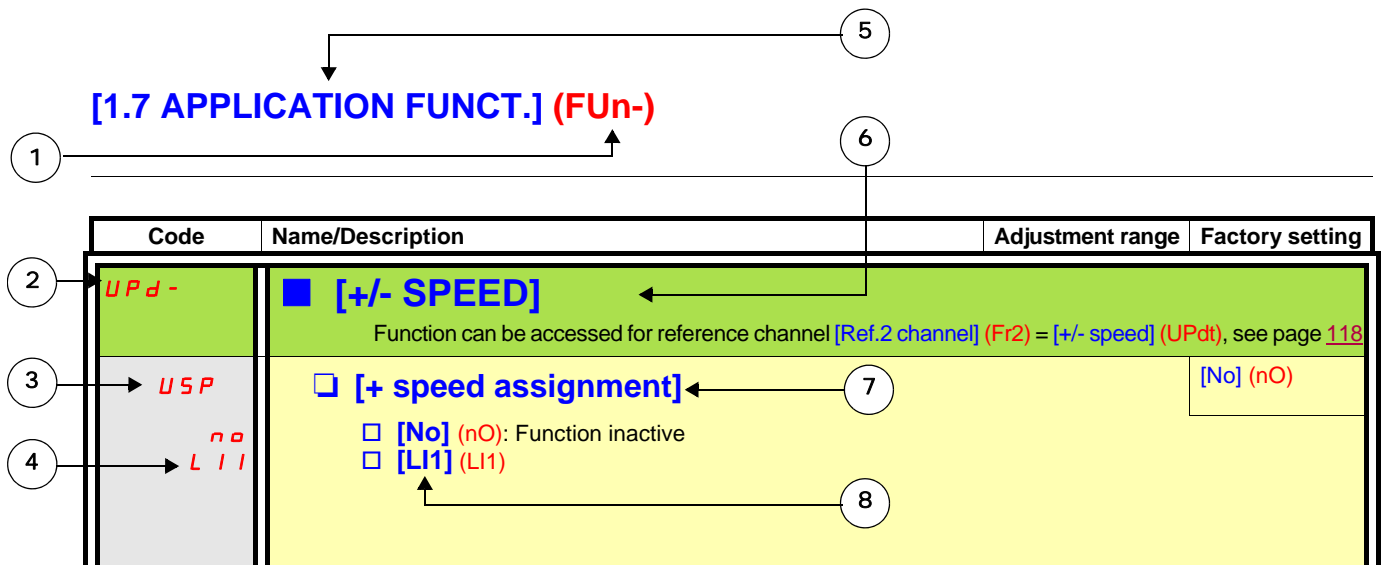 5
[1.7 APPLICATION FUNCT.] (FUn-)
1
6
Code Name/Description Adjustment range Factory setting
2
UPd- [+/- SPEED]
Function can be accessed for reference channel [Ref.2 channel] (Fr2) = [+/- speed] (UPdt), see page 118
3 USP [+ speed assignment] 7 [No] (nO)
no [No] (nO): Function inactive
4 LI1 [LI1] (LI1)
8